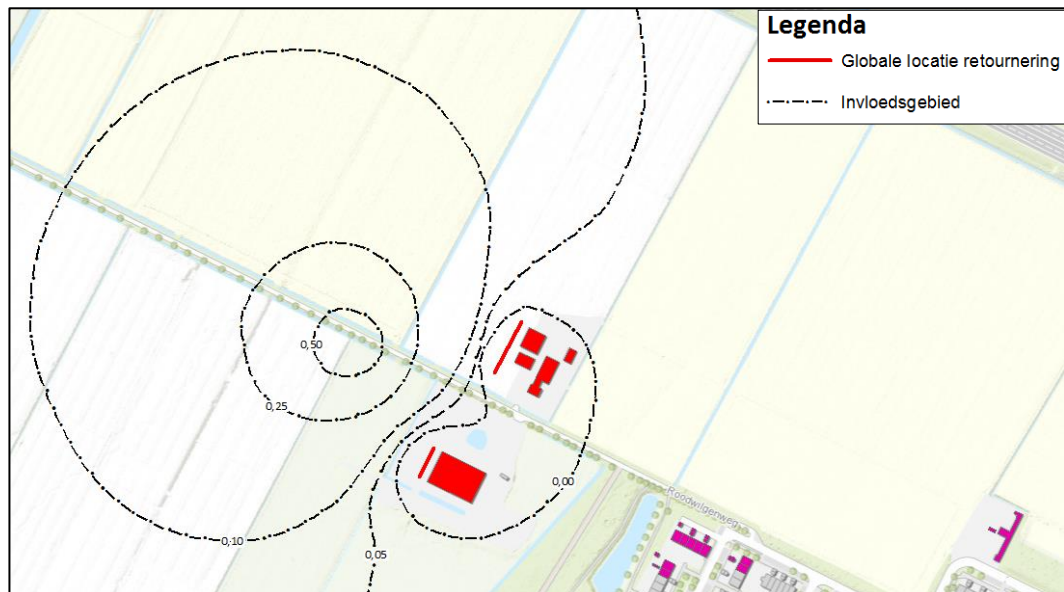 Legenda
Globale locatie retournering
Invloedsgebied
0,50
0,25
0,00
Roodwilgenweg
0,10
0,05